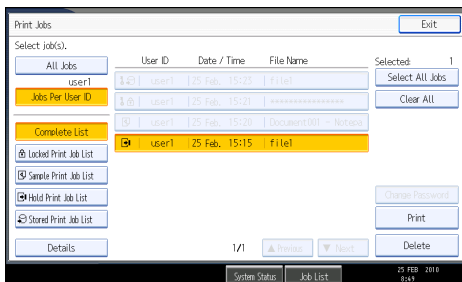 Print Jobs
Exit
Select job(s).
All Jobs
user1
Jobs Per User ID
Complete List
Locked Print Job List
Sample Print Job List
Hold Print Job List
Stored Print Job List
Details
User ID Date / Time File Name
user1 25 Feb. 15:25 file1
user1 25 Feb. 15:21 ****************
user1 25 Feb. 15:20 Document001 - Notepa
user1 25 Feb. 15:15 file1
1/1
▲ Previous ▼ Next
Selected: 1
Select All Jobs
Clear All
Change Password
Print
Delete
System Status Job List
25 FEB 2010
8:49